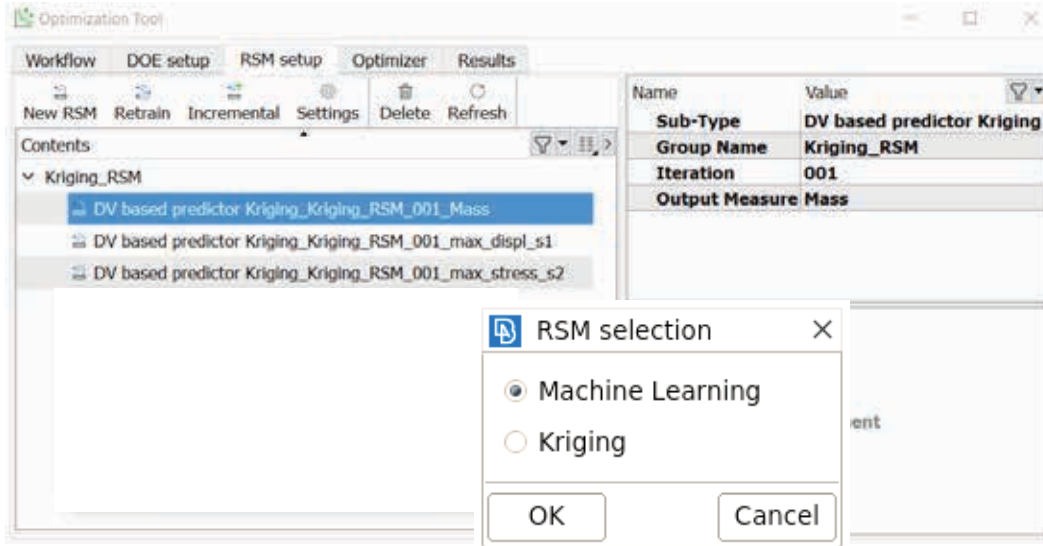 Optimization Tool
Workflow DOE setup RSM setup Optimizer Results
New RSM Retrain Incremental Settings Delete Refresh
Contents
Kriging_RSM
DV based predictor Kriging_Kriging_RSM_001_Mass
DV based predictor Kriging_Kriging_RSM_001_max_displ_s1
DV based predictor Kriging_Kriging_RSM_001_max_stress_s2
Name Value
Sub-Type DV based predictor Kriging
Group Name Kriging_RSM
Iteration 001
Output Measure Mass
RSM selection
Machine Learning
Kriging
OK Cancel
ent